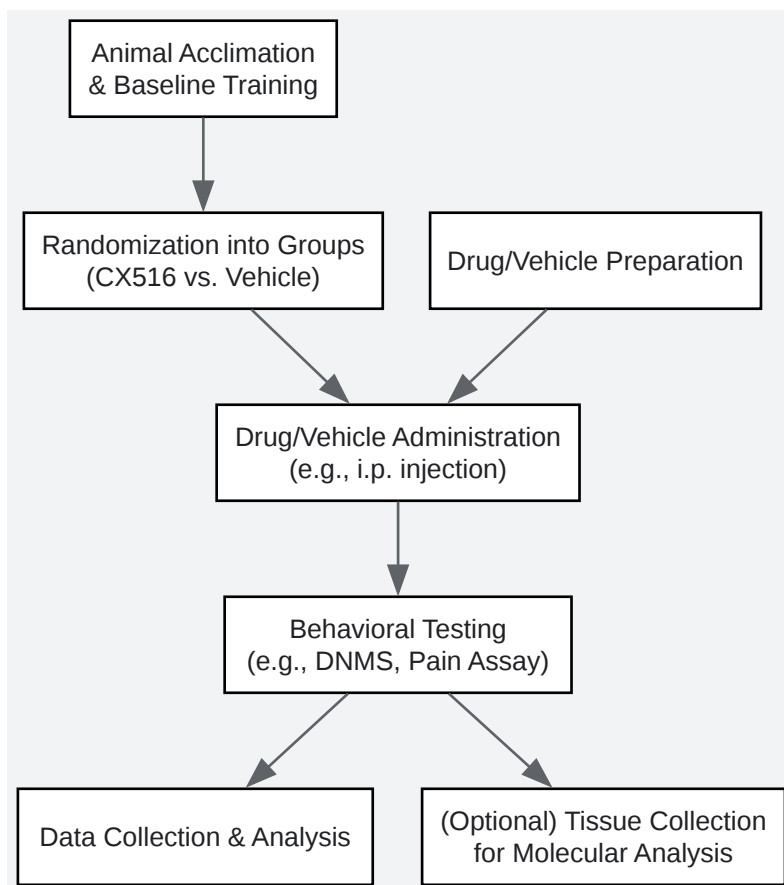 Animal Acclimation
& Baseline Training
Randomization into Groups
(CX516 vs. Vehicle)
Drug/Vehicle Preparation
Drug/Vehicle Administration
(e.g., i.p. injection)
Behavioral Testing
(e.g., DNMS, Pain Assay)
Data Collection & Analysis
(Optional) Tissue Collection
for Molecular Analysis